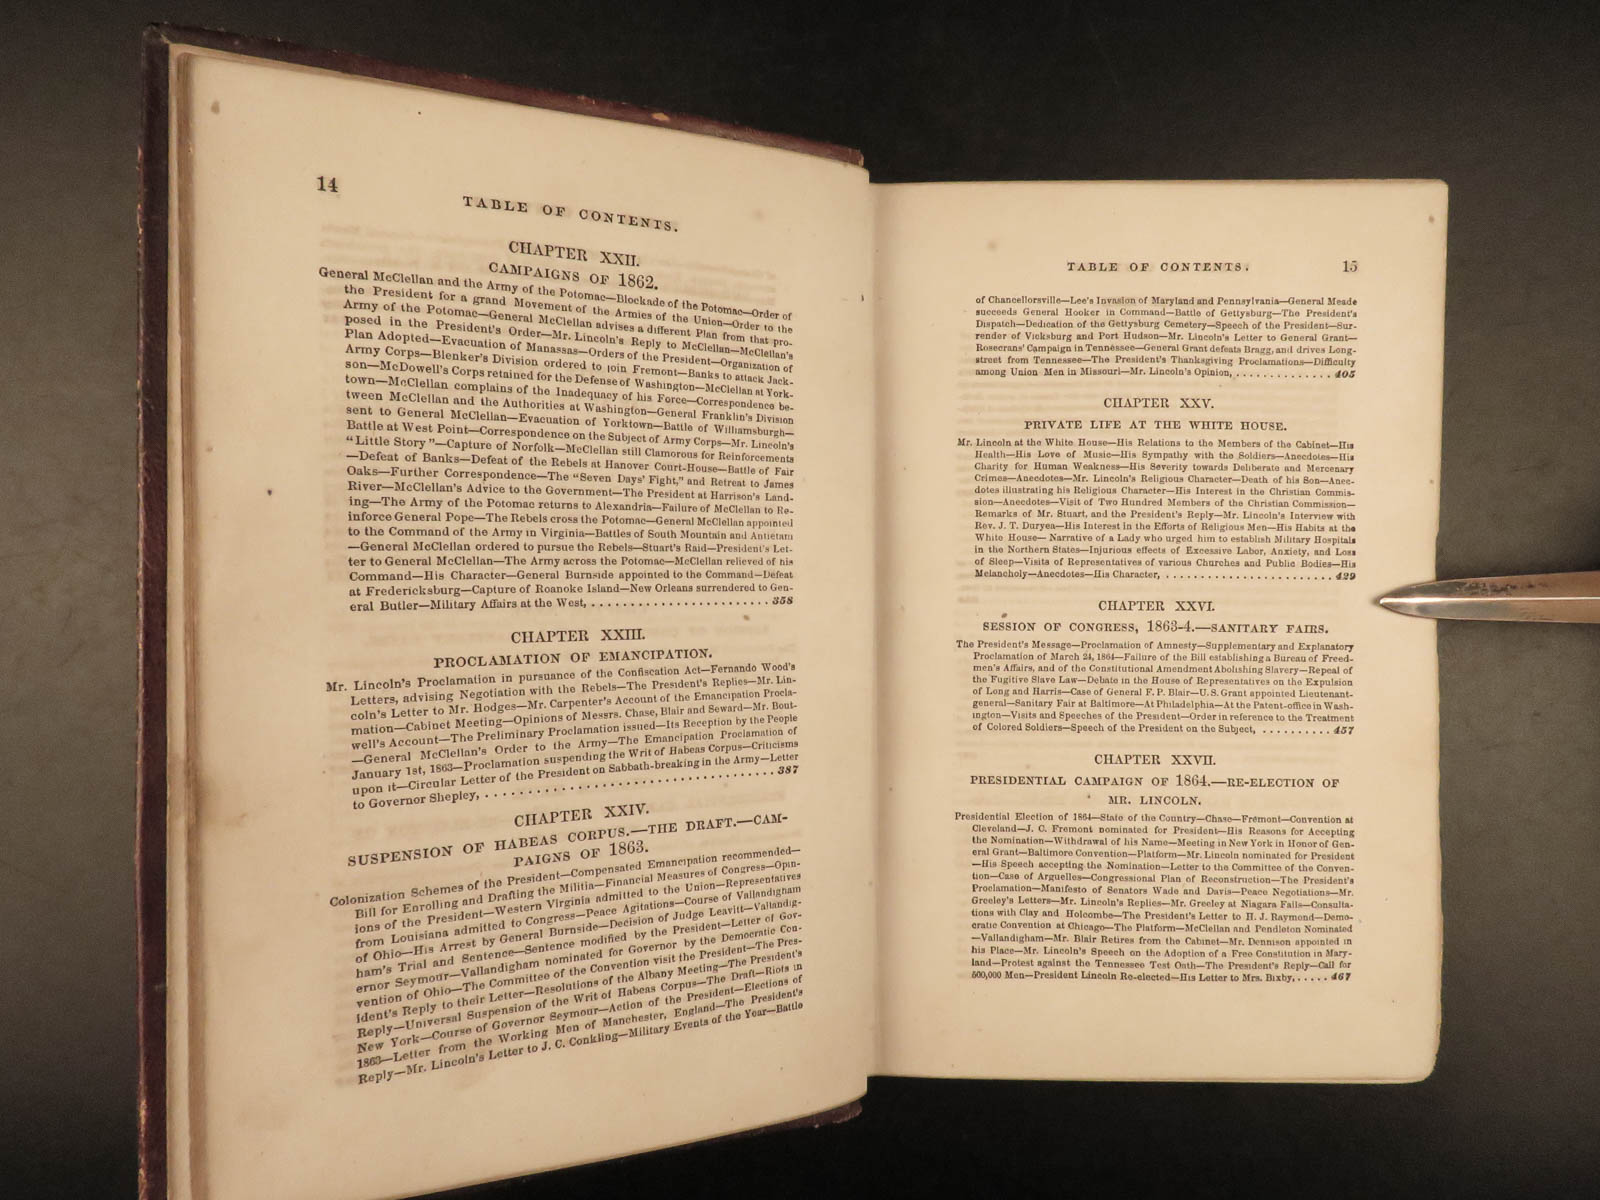 14
TABLE OF CONTENTS.
CHAPTER XXII.
CAMPAIGNS OF 1862.
General McClellan and the Army of the Potomac—Blockade of the Potomac—Order of
the President for a grand Movement of the Armies of the Union—Order to the
Army of the Potomac—General McClellan advises a different Plan from that pro-
posed in the President's Order—Mr. Lincoln's Reply to McClellan—McClellan's
Plan Adopted—Evacuation of Manassas—Orders of the President—Organization of
Army Corps—Blenker's Division ordered to join Fremont—Banks to attack Jack-
son—McDowell's Corps retained for the Defense of Washington—McClellan at York-
town—McClellan complains of the Inadequacy of his Force—Correspondence be-
tween McClellan and the Authorities at Washington—General Franklin's Division
sent to General McClellan—Evacuation of Yorktown—Battle of Williamsburgh—
Battle at West Point—Correspondence on the Subject of Army Corps—Mr. Lincoln's
"Little Story"—Capture of Norfolk—McClellan still Clamorous for Reinforcements
—Defeat of Banks—Defeat of the Rebels at Hanover Court-House—Battle of Fair
Oaks—Further Correspondence—The "Seven Days' Fight," and Retreat to James
River—McClellan's Advice to the Government—The President at Harrison's Land-
ing—The Army of the Potomac returns to Alexandria—Failure of McClellan to Re-
inforce General Pope—The Rebels cross the Potomac—General McClellan appointed
to the Command of the Army in Virginia—Battles of South Mountain and Antietam
—General McClellan ordered to pursue the Rebels—Stuart's Raid—President's Let-
ter to General McClellan—The Army across the Potomac—McClellan relieved of his
Command—His Character—General Burnside appointed to the Command—Defeat
at Fredericksburg—Capture of Roanoke Island—New Orleans surrendered to Gen-
eral Butler—Military Affairs at the West, . . . . . . . . . . . . . . . . . . . . . . . 358
CHAPTER XXIII.
PROCLAMATION OF EMANCIPATION.
Mr. Lincoln's Proclamation in pursuance of the Confiscation Act—Fernando Wood's
Letters, advising Negotiation with the Rebels—The President's Replies—Mr. Lin-
coln's Letter to Mr. Hodges—Mr. Carpenter's Account of the Emancipation Procla-
mation—Cabinet Meeting—Opinions of Messrs. Chase, Blair and Seward—Mr. Bout-
well's Account—The Preliminary Proclamation issued—Its Reception by the People
—General McClellan's Order to the Army—The Emancipation Proclamation of
January 1st, 1863—Proclamation suspending the Writ of Habeas Corpus—Criticisms
upon it—Circular Letter of the President on Sabbath-breaking in the Army—Letter
to Governor Shepley, . . . . . . . . . . . . . . . . . . . . . . . . . . . . . . . . . . . 387
CHAPTER XXIV.
SUSPENSION OF HABEAS CORPUS.—THE DRAFT.—CAM-
PAIGNS OF 1863.
Colonization Schemes of the President—Compensated Emancipation recommended—
Bill for Enrolling and Drafting the Militia—Financial Measures of Congress—Opin-
ions of the President—Western Virginia admitted to the Union—Representatives
from Louisiana admitted to Congress—Peace Agitations—Course of Vallandigham
of Ohio—His Arrest by General Burnside—Decision of Judge Leavitt—Vallandig-
ham's Trial and Sentence—Sentence modified by the President—Letter of Gov-
ernor Seymour—Vallandigham nominated for Governor by the Democratic Con-
vention of Ohio—The Committee of the Convention visit the President—The Pres-
ident's Reply to their Letter—Resolutions of the Albany Meeting—The President's
Reply—Universal Suspension of the Writ of Habeas Corpus—The Draft—Riots in
New York—Course of Governor Seymour—Action of the President—Elections of
1863—Letter from the Working Men of Manchester, England—The President's
Reply—Mr. Lincoln's Letter to J. C. Conkling—Military Events of the Year—Battle
TABLE OF CONTENTS. 15
of Chancellorsville—Lee's Invasion of Maryland and Pennsylvania—General Meade
succeeds General Hooker in Command—Battle of Gettysburg—The President's
Dispatch—Dedication of the Gettysburg Cemetery—Speech of the President—Sur-
render of Vicksburg and Port Hudson—Mr. Lincoln's Letter to General Grant—
Rosecrans' Campaign in Tennessee—General Grant defeats Bragg, and drives Long-
street from Tennessee—The President's Thanksgiving Proclamations—Difficulty
among Union Men in Missouri—Mr. Lincoln's Opinion, . . . . . . . . . . . . . . 405
CHAPTER XXV.
PRIVATE LIFE AT THE WHITE HOUSE.
Mr. Lincoln at the White House—His Relations to the Members of the Cabinet—His
Health—His Love of Music—His Sympathy with the Soldiers—Anecdotes—His
Charity for Human Weakness—His Severity towards Deliberate and Mercenary
Crimes—Anecdotes—Mr. Lincoln's Religious Character—Death of his Son—Anec-
dotes illustrating his Religious Character—His Interest in the Christian Commis-
sion—Anecdotes—Visit of Two Hundred Members of the Christian Commission—
Remarks of Mr. Stuart, and the President's Reply—Mr. Lincoln's Interview with
Rev. J. T. Duryea—His Interest in the Efforts of Religious Men—His Habits at the
White House— Narrative of a Lady who urged him to establish Military Hospitals
in the Northern States—Injurious effects of Excessive Labor, Anxiety, and Loss
of Sleep—Visits of Representatives of various Churches and Public Bodies—His
Melancholy—Anecdotes—His Character, . . . . . . . . . . . . . . . . . . . . . . . . 429
CHAPTER XXVI.
SESSION OF CONGRESS, 1863-4.—SANITARY FAIRS.
The President's Message—Proclamation of Amnesty—Supplementary and Explanatory
Proclamation of March 24, 1864—Failure of the Bill establishing a Bureau of Freed-
men's Affairs, and of the Constitutional Amendment Abolishing Slavery—Repeal of
the Fugitive Slave Law—Debate in the House of Representatives on the Expulsion
of Long and Harris—Case of General F. P. Blair—U. S. Grant appointed Lieutenant-
general—Sanitary Fair at Baltimore—At Philadelphia—At the Patent-office in Wash-
ington—Visits and Speeches of the President—Order in reference to the Treatment
of Colored Soldiers—Speech of the President on the Subject, . . . . . . . . . . 457
CHAPTER XXVII.
PRESIDENTIAL CAMPAIGN OF 1864.—RE-ELECTION OF
MR. LINCOLN.
Presidential Election of 1864—State of the Country—Chase—Fremont—Convention at
Cleveland—J. C. Fremont nominated for President—His Reasons for Accepting
the Nomination—Withdrawal of his Name—Meeting in New York in Honor of Gen-
eral Grant—Baltimore Convention—Platform—Mr. Lincoln nominated for President
—His Speech accepting the Nomination—Letter to the Committee of the Conven-
tion—Case of Arguelles—Congressional Plan of Reconstruction—The President's
Proclamation—Manifesto of Senators Wade and Davis—Peace Negotiations—Mr.
Greeley's Letters—Mr. Lincoln's Replies—Mr. Greeley at Niagara Falls—Consulta-
tions with Clay and Holcombe—The President's Letter to H. J. Raymond—Demo-
cratic Convention at Chicago—The Platform—McClellan and Pendleton Nominated
—Vallandigham—Mr. Blair Retires from the Cabinet—Mr. Dennison appointed in
his Place—Mr. Lincoln's Speech on the Adoption of a Free Constitution in Mary-
land—Protest against the Tennessee Test Oath—The President's Reply—Call for
500,000 Men—President Lincoln Re-elected—His Letter to Mrs. Bixby, . . . . . 467